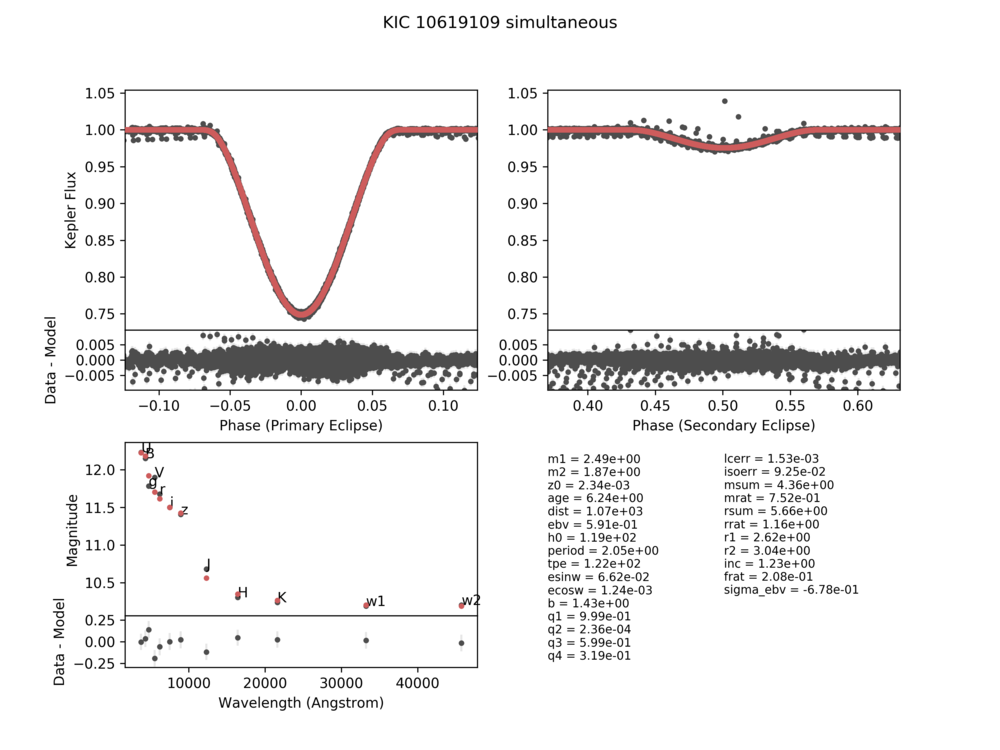 KIC 10619109 simultaneous
1.05
1.00
0.95
0.90
0.85
0.80
0.75
Kepler Flux
0.005
0.000
−0.005
Data - Model
−0.10 −0.05 0.00 0.05 0.10
Phase (Primary Eclipse)
1.05
1.00
0.95
0.90
0.85
0.80
0.75
0.005
0.000
−0.005
0.40 0.45 0.50 0.55 0.60
Phase (Secondary Eclipse)
12.0
11.5
11.0
10.5
Magnitude
B
V
g
r
i
z
J
H
K
w1
w2
0.25
0.00
−0.25
Data - Model
10000 20000 30000 40000
Wavelength (Angstrom)
m1 = 2.49e+00
m2 = 1.87e+00
z0 = 2.34e-03
age = 6.24e+00
dist = 1.07e+03
ebv = 5.91e-01
h0 = 1.19e+02
period = 2.05e+00
tpe = 1.22e+02
esinw = 6.62e-02
ecosw = 1.24e-03
b = 1.43e+00
q1 = 9.99e-01
q2 = 2.36e-04
q3 = 5.99e-01
q4 = 3.19e-01
lcerr = 1.53e-03
isoerr = 9.25e-02
msum = 4.36e+00
mrat = 7.52e-01
rsum = 5.66e+00
rrat = 1.16e+00
r1 = 2.62e+00
r2 = 3.04e+00
inc = 1.23e+00
frat = 2.08e-01
sigma_ebv = -6.78e-01